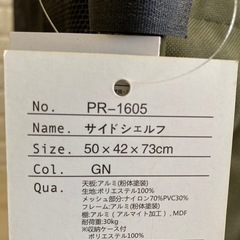 No. PR-1605
Name. サイドシェルフ
Size. 50×42×73cm
COL. GN
Qua. 天板:アルミ(粉体塗装)
生地:ポリエステル100%
メッシュ部分:ナイロン70%PVC30%
フレーム:アルミ(粉体塗装)
棚:アルミ(アルマイト加工)、MDF
耐荷重:30kg
※収納ケース付
ポリエステル100%